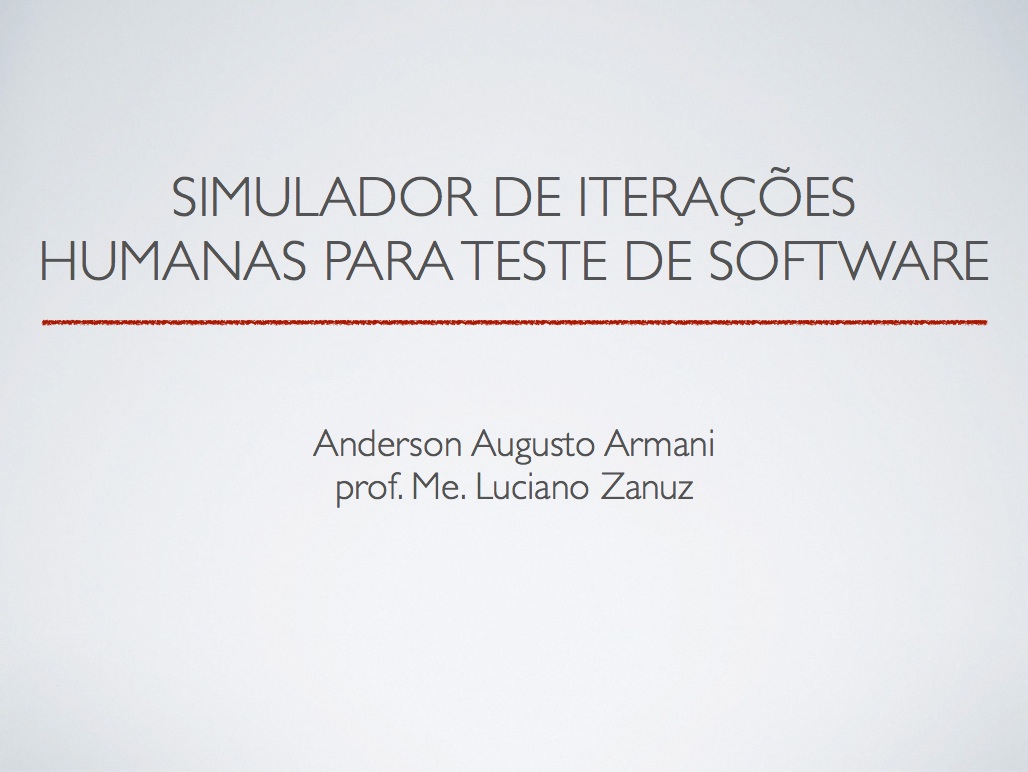 SIMULADOR DE ITERAÇÕES
HUMANAS PARA TESTE DE SOFTWARE
Anderson Augusto Armani
prof. Me. Luciano Zanuz